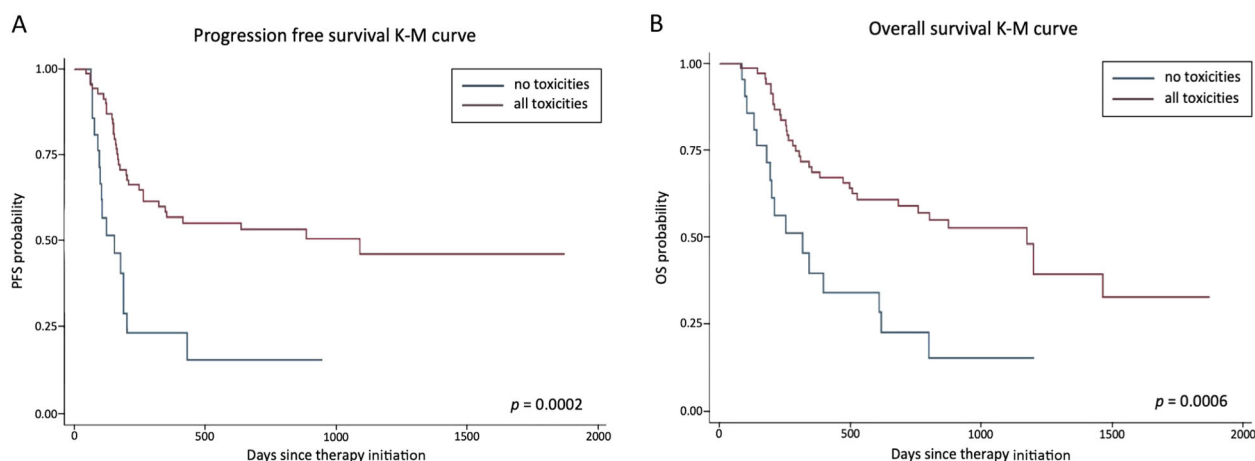 A
Progression free survival K-M curve
no toxicities
all toxicities
PFS probability
1.00
0.75
0.50
0.25
0.00
p = 0.0002
0 500 1000 1500 2000
Days since therapy initiation
B
Overall survival K-M curve
no toxicities
all toxicities
OS probability
1.00
0.75
0.50
0.25
0.00
p = 0.0006
0 500 1000 1500 2000
Days since therapy initiation